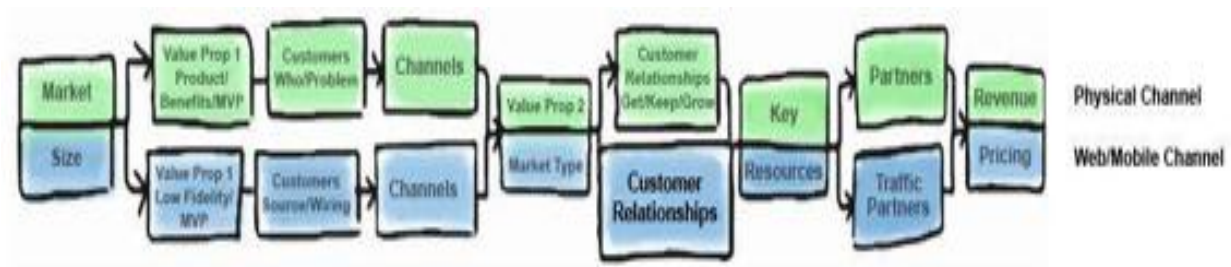 Market
Size
Value Prop 1
Product/
Benefits/MVP
Customers
Who/Problem
Channels
Value Prop 1
Low Fidelity/
MVP
Customers
Source/Wiring
Channels
Value Prop 2
Market Type
Customer
Relationships
Get/Keep/Grow
Customer
Relationships
Key
Resources
Partners
Traffic
Partners
Revenue
Pricing
Physical Channel
Web/Mobile Channel